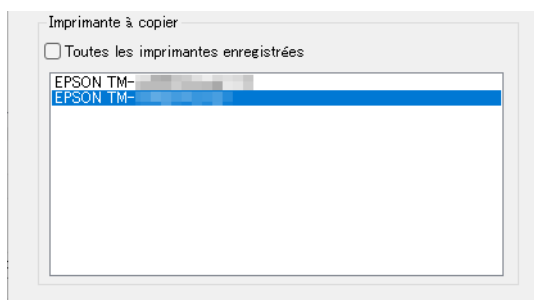 Imprimante à copier
Toutes les imprimantes enregistrées
EPSON TM-
EPSON TM-